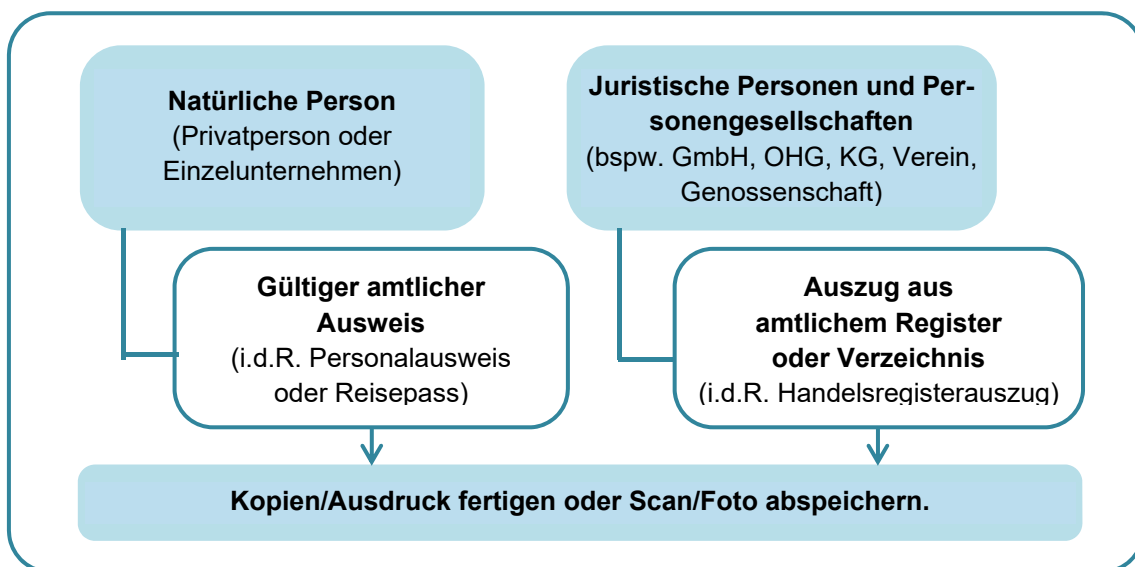 Natürliche Person
(Privatperson oder
Einzelunternehmen)
Juristische Personen und Per-
sonengesellschaften
(bspw. GmbH, OHG, KG, Verein,
Genossenschaft)
Gültiger amtlicher
Ausweis
(i.d.R. Personalausweis
oder Reisepass)
Auszug aus
amtlichem Register
oder Verzeichnis
(i.d.R. Handelsregisterauszug)
Kopien/Ausdruck fertigen oder Scan/Foto abspeichern.